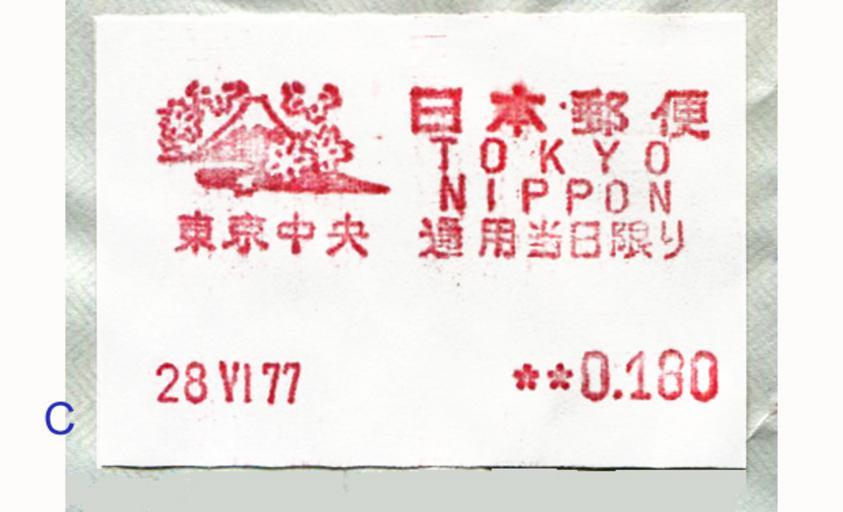 日本郵便
TOKYO
NIPPON
東京中央
通用当日限り
28 VI 77
**0.180
C